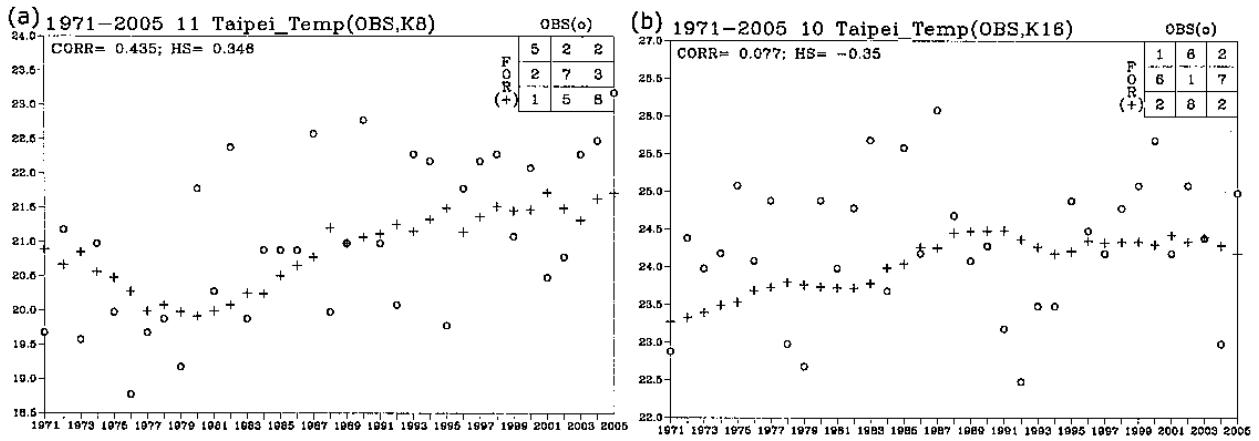 (a) 1971-2005 11 Taipei_Temp(OBS,K8)
OBS(o)
CORR= 0.435; HS= 0.348
F
O
R
(+)
5 2 2
2 7 3
1 5 8
24.0
23.5
23.0
22.5
22.0
21.5
21.0
20.5
20.0
19.5
19.0
18.5
1971 1973 1975 1977 1979 1981 1983 1985 1987 1989 1991 1993 1995 1997 1999 2001 2003 2005
(b) 1971-2005 10 Taipei_Temp(OBS,K16)
OBS(o)
CORR= 0.077; HS= -0.35
F
O
R
(+)
1 6 2
6 1 7
2 8 2
27.0
26.5
26.0
25.5
25.0
24.5
24.0
23.5
23.0
22.5
22.0
1971 1973 1975 1977 1979 1981 1983 1985 1987 1989 1991 1993 1995 1997 1999 2001 2003 2005